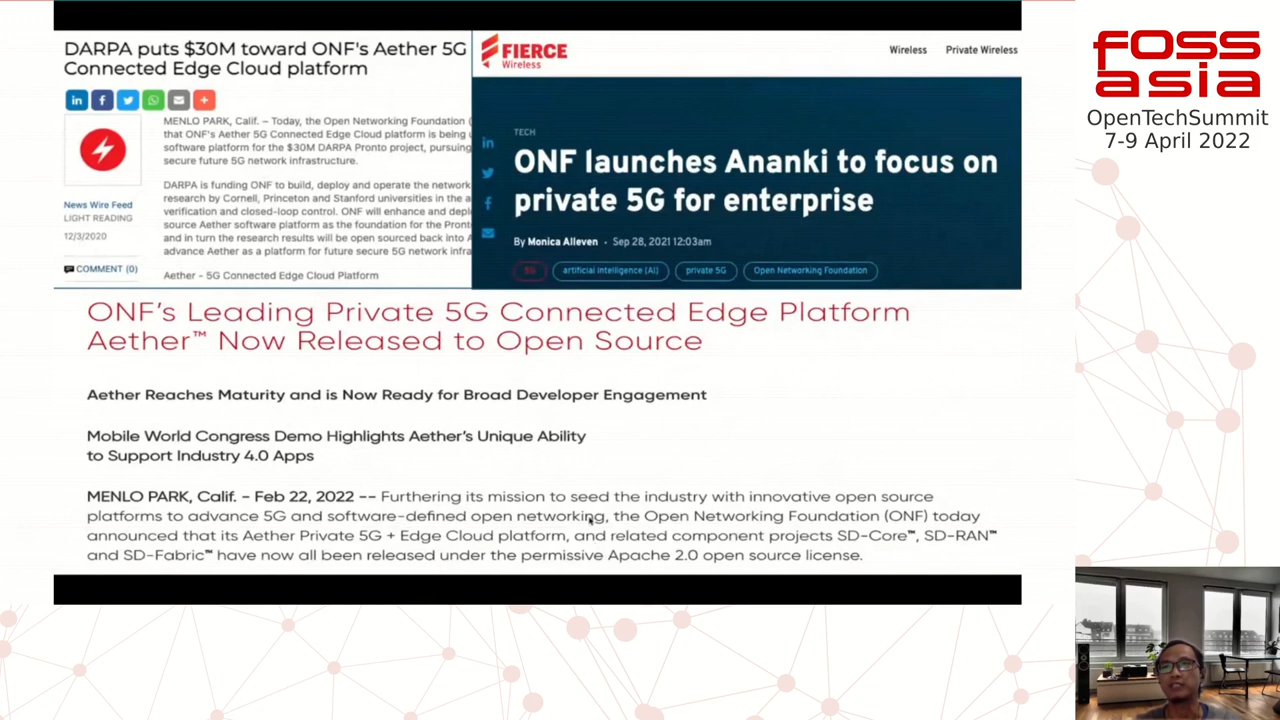 DARPA puts $30M toward ONF's Aether 5G
Connected Edge Cloud platform
MENLO PARK, Calif. – Today, the Open Networking Foundation (
that ONF's Aether 5G Connected Edge Cloud platform is being
software platform for the $30M DARPA Pronto project, pursuing
secure future 5G network infrastructure.
DARPA is funding ONF to build, deploy and operate the network
research by Cornell, Princeton and Stanford universities in the a
verification and closed-loop control. ONF will enhance and
source Aether software platform as the foundation for the
and in turn the research results will be open sourced back into
advance Aether as a platform for future secure 5G network
Aether - 5G Connected Edge Cloud Platform
News Wire Feed
LIGHT READING
12/3/2020
COMMENT (0)
FIERCE
Wireless
Wireless
Private Wireless
TECH
ONF launches Ananki to focus on
private 5G for enterprise
By Monica Alleven • Sep 28, 2021 12:03am
5G
artificial intelligence (AI)
private 5G
Open Networking Foundation
ONF's Leading Private 5G Connected Edge Platform
Aether™ Now Released to Open Source
Aether Reaches Maturity and is Now Ready for Broad Developer Engagement
Mobile World Congress Demo Highlights Aether's Unique Ability
to Support Industry 4.0 Apps
MENLO PARK, Calif. – Feb 22, 2022 -- Furthering its mission to seed the industry with innovative open source
platforms to advance 5G and software-defined open networking, the Open Networking Foundation (ONF) today
announced that its Aether Private 5G + Edge Cloud platform, and related component projects SD-Core™, SD-RAN™
and SD-Fabric™ have now all been released under the permissive Apache 2.0 open source license.
FOSS
asia
OpenTechSummit
7-9 April 2022